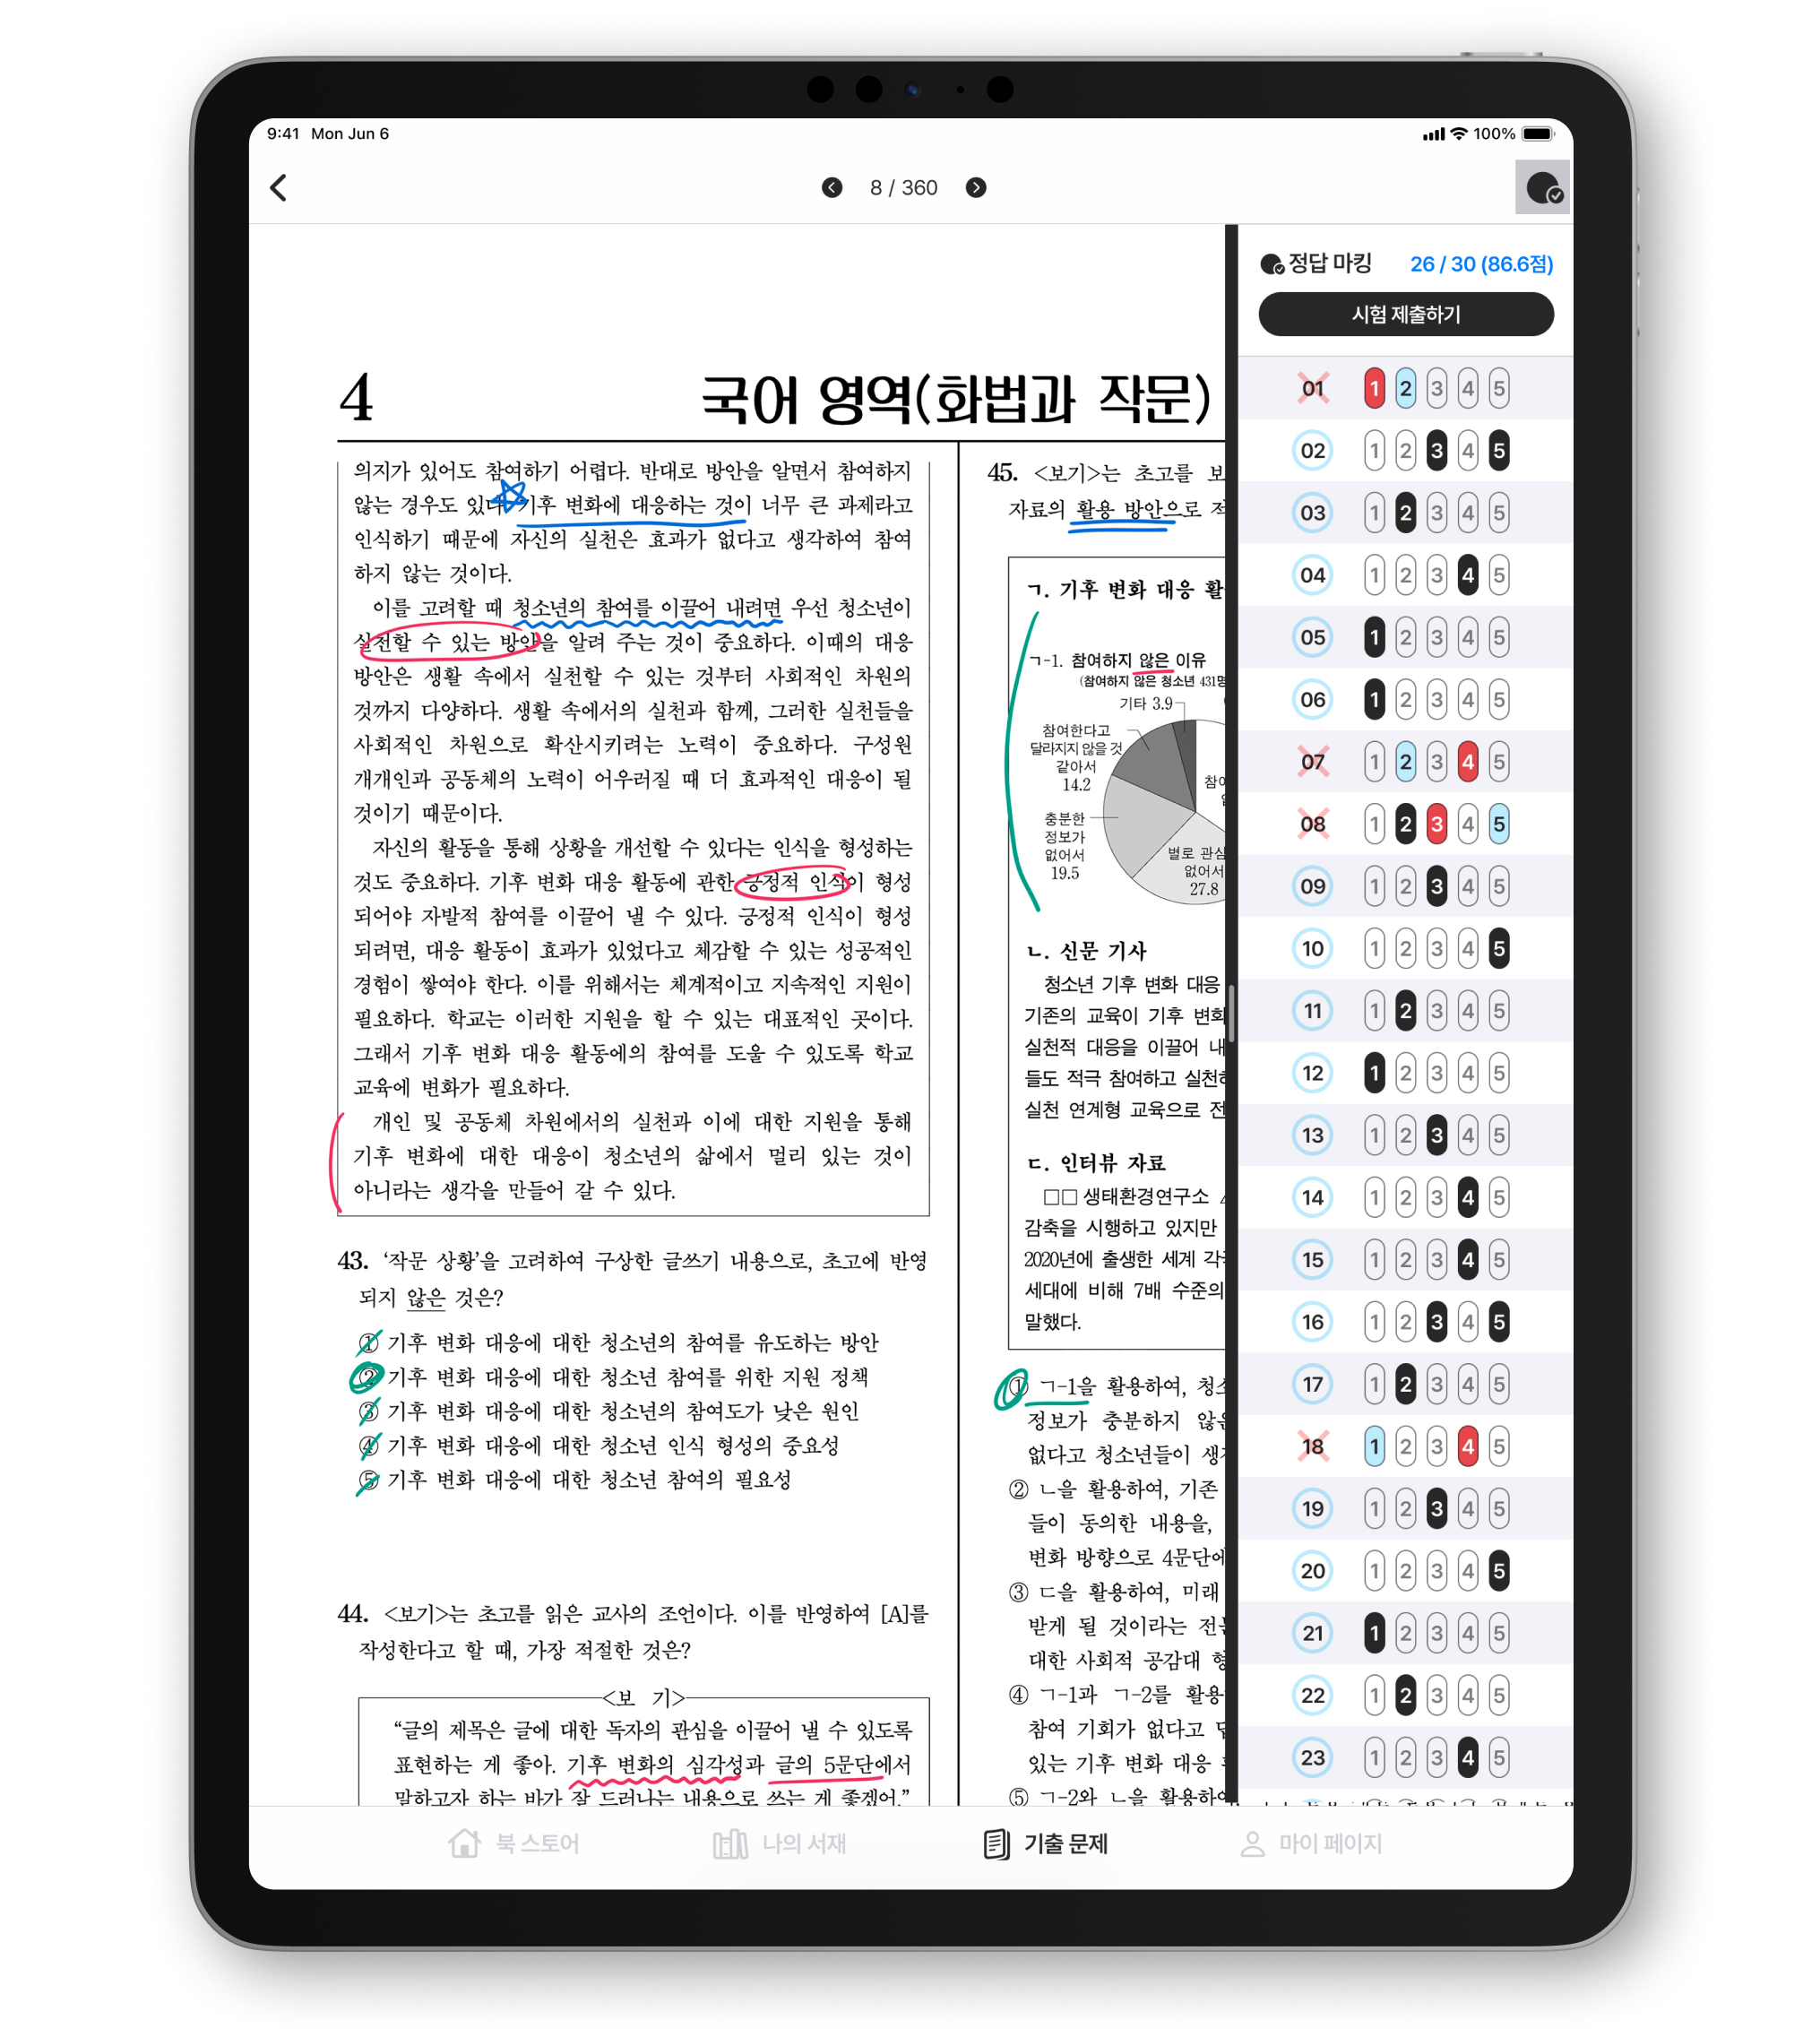 9:41 Mon Jun 6
100%
8 / 360
4
국어 영역(화법과 작문)
의지가 있어도 참여하기 어렵다. 반대로 방안을 알면서 참여하지
않는 경우도 있다. 기후 변화에 대응하는 것이 너무 큰 과제라고
인식하기 때문에 자신의 실천은 효과가 없다고 생각하여 참여
하지 않는 것이다.
이를 고려할 때 청소년의 참여를 이끌어 내려면 우선 청소년이
실천할 수 있는 방안을 알려 주는 것이 중요하다. 이때의 대응
방안은 생활 속에서 실천할 수 있는 것부터 사회적인 차원의
것까지 다양하다. 생활 속에서의 실천과 함께, 그러한 실천들을
사회적인 차원으로 확산시키려는 노력이 중요하다. 구성원
개개인과 공동체의 노력이 어우러질 때 더 효과적인 대응이 될
것이기 때문이다.
자신의 활동을 통해 상황을 개선할 수 있다는 인식을 형성하는
것도 중요하다. 기후 변화 대응 활동에 관한 긍정적 인식이 형성
되어야 자발적 참여를 이끌어 낼 수 있다. 긍정적 인식이 형성
되려면, 대응 활동이 효과가 있었다고 체감할 수 있는 성공적인
경험이 쌓여야 한다. 이를 위해서는 체계적이고 지속적인 지원이
필요하다. 학교는 이러한 지원을 할 수 있는 대표적인 곳이다.
그래서 기후 변화 대응 활동에의 참여를 도울 수 있도록 학교
교육에 변화가 필요하다.
개인 및 공동체 차원에서의 실천과 이에 대한 지원을 통해
기후 변화에 대한 대응이 청소년의 삶에서 멀리 있는 것이
아니라는 생각을 만들어 갈 수 있다.
43. ‘작문 상황’을 고려하여 구상한 글쓰기 내용으로, 초고에 반영
되지 않은 것은?
① 기후 변화 대응에 대한 청소년의 참여를 유도하는 방안
② 기후 변화 대응에 대한 청소년 참여를 위한 지원 정책
③ 기후 변화 대응에 대한 청소년의 참여도가 낮은 원인
④ 기후 변화 대응에 대한 청소년 인식 형성의 중요성
⑤ 기후 변화 대응에 대한 청소년 참여의 필요성
44. <보기>는 초고를 읽은 교사의 조언이다. 이를 반영하여 [A]를
작성한다고 할 때, 가장 적절한 것은?
<보 기>
“글의 제목은 글에 대한 독자의 관심을 이끌어 낼 수 있도록
표현하는 게 좋아. 기후 변화의 심각성과 글의 5문단에서
말하고자 하는 바가 잘 드러나는 내용으로 쓰는 게 좋겠어.”
45. <보기>는 초고를 보
자료의 활용 방안으로
ㄱ. 기후 변화 대응 활
ㄱ-1. 참여하지 않은 이유
(참여하지 않은 청소년 431명
기타 3.9
참여한다고
달라지지 않을 것
같아서
14.2
충분한
정보가
없어서
19.5
별로 관심
없어서
27.8
ㄴ. 신문 기사
청소년 기후 변화 대응
기존의 교육이 기후 변화
실천적 대응을 이끌어 내
들도 적극 참여하고
실천 연계형 교육으로 전
ㄷ. 인터뷰 자료
□□ 생태환경연구소
감축을 시행하고 있지만
2020년에 출생한 세계
세대에 비해 7배 수준의
말했다.
① ㄱ-1을 활용하여, 청소
정보가 충분하지 않은
없다고 청소년들이
② ㄴ을 활용하여, 기존
들이 동의한 내용을,
변화 방향으로 4문단에
③ ㄷ을 활용하여, 미래
받게 될 것이라는
대한 사회적 공감대 형
④ ㄱ-1과 ㄱ-2를 활용
참여 기회가 없다고
있는 기후 변화 대응
⑤ ㄱ-2와 ㄴ을 활용하여
정답 마킹 26 / 30 (86.6점)
시험 제출하기
01 1 2 3 4 5
02 1 2 3 4 5
03 1 2 3 4 5
04 1 2 3 4 5
05 1 2 3 4 5
06 1 2 3 4 5
07 1 2 3 4 5
08 1 2 3 4 5
09 1 2 3 4 5
10 1 2 3 4 5
11 1 2 3 4 5
12 1 2 3 4 5
13 1 2 3 4 5
14 1 2 3 4 5
15 1 2 3 4 5
16 1 2 3 4 5
17 1 2 3 4 5
18 1 2 3 4 5
19 1 2 3 4 5
20 1 2 3 4 5
21 1 2 3 4 5
22 1 2 3 4 5
23 1 2 3 4 5
북 스토어 나의 서재 기출 문제 마이 페이지